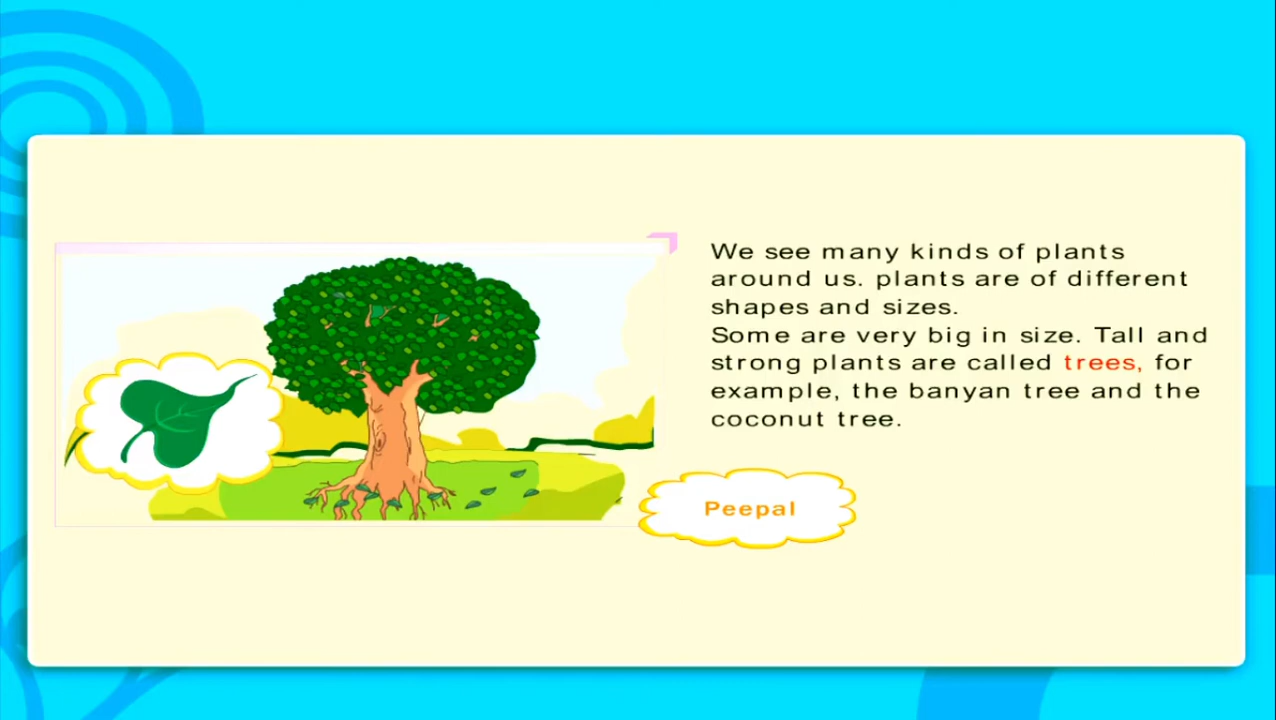 We see many kinds of plants
around us. plants are of different
shapes and sizes.
Some are very big in size. Tall and
strong plants are called trees, for
example, the banyan tree and the
coconut tree.
Peepal